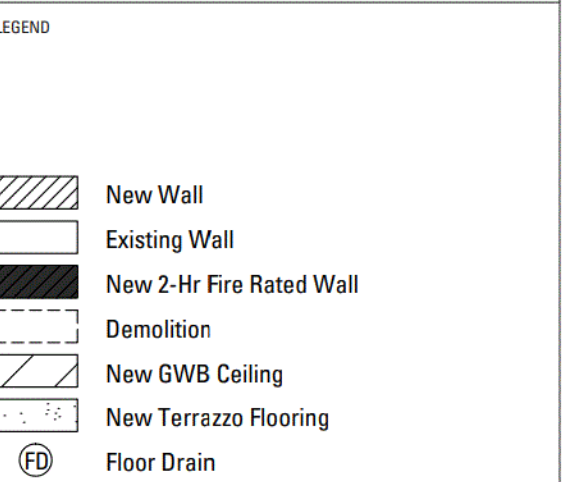 LEGEND
New Wall
Existing Wall
New 2-Hr Fire Rated Wall
Demolition
New GWB Ceiling
New Terrazzo Flooring
FD Floor Drain